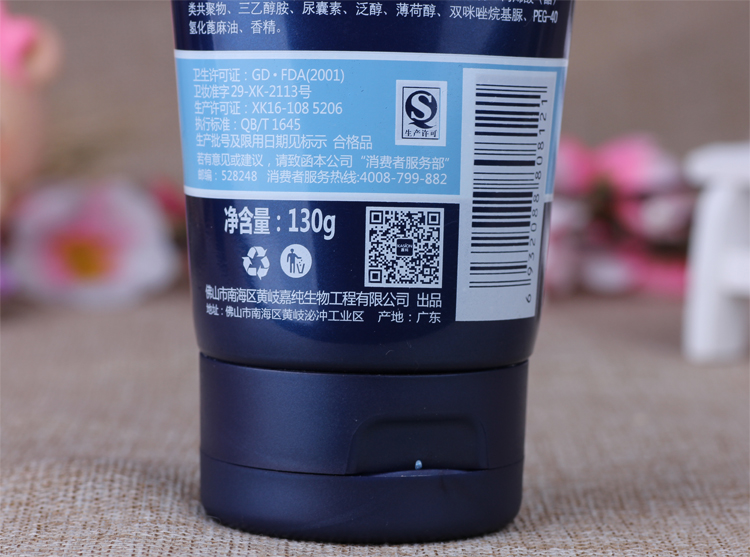 类共聚物、三乙醇胺、尿囊素、泛醇、薄荷醇、双咪唑烷基脲、PEG-40
氢化蓖麻油、香精。
卫生许可证：GD·FDA(2001)
卫妆准字29-XK-2113号
生产许可证：XK16-108 5206
执行标准：QB/T 1645
生产批号及限用日期见标示 合格品
若有意见或建议，请致函本公司“消费者服务部”
邮编：528248 消费者服务热线:4008-799-882
生产许可
净含量：130g
佛山市南海区黄岐嘉纯生物工程有限公司 出品
地址：佛山市南海区黄岐泌冲工业区 产地：广东
6 932088 808121